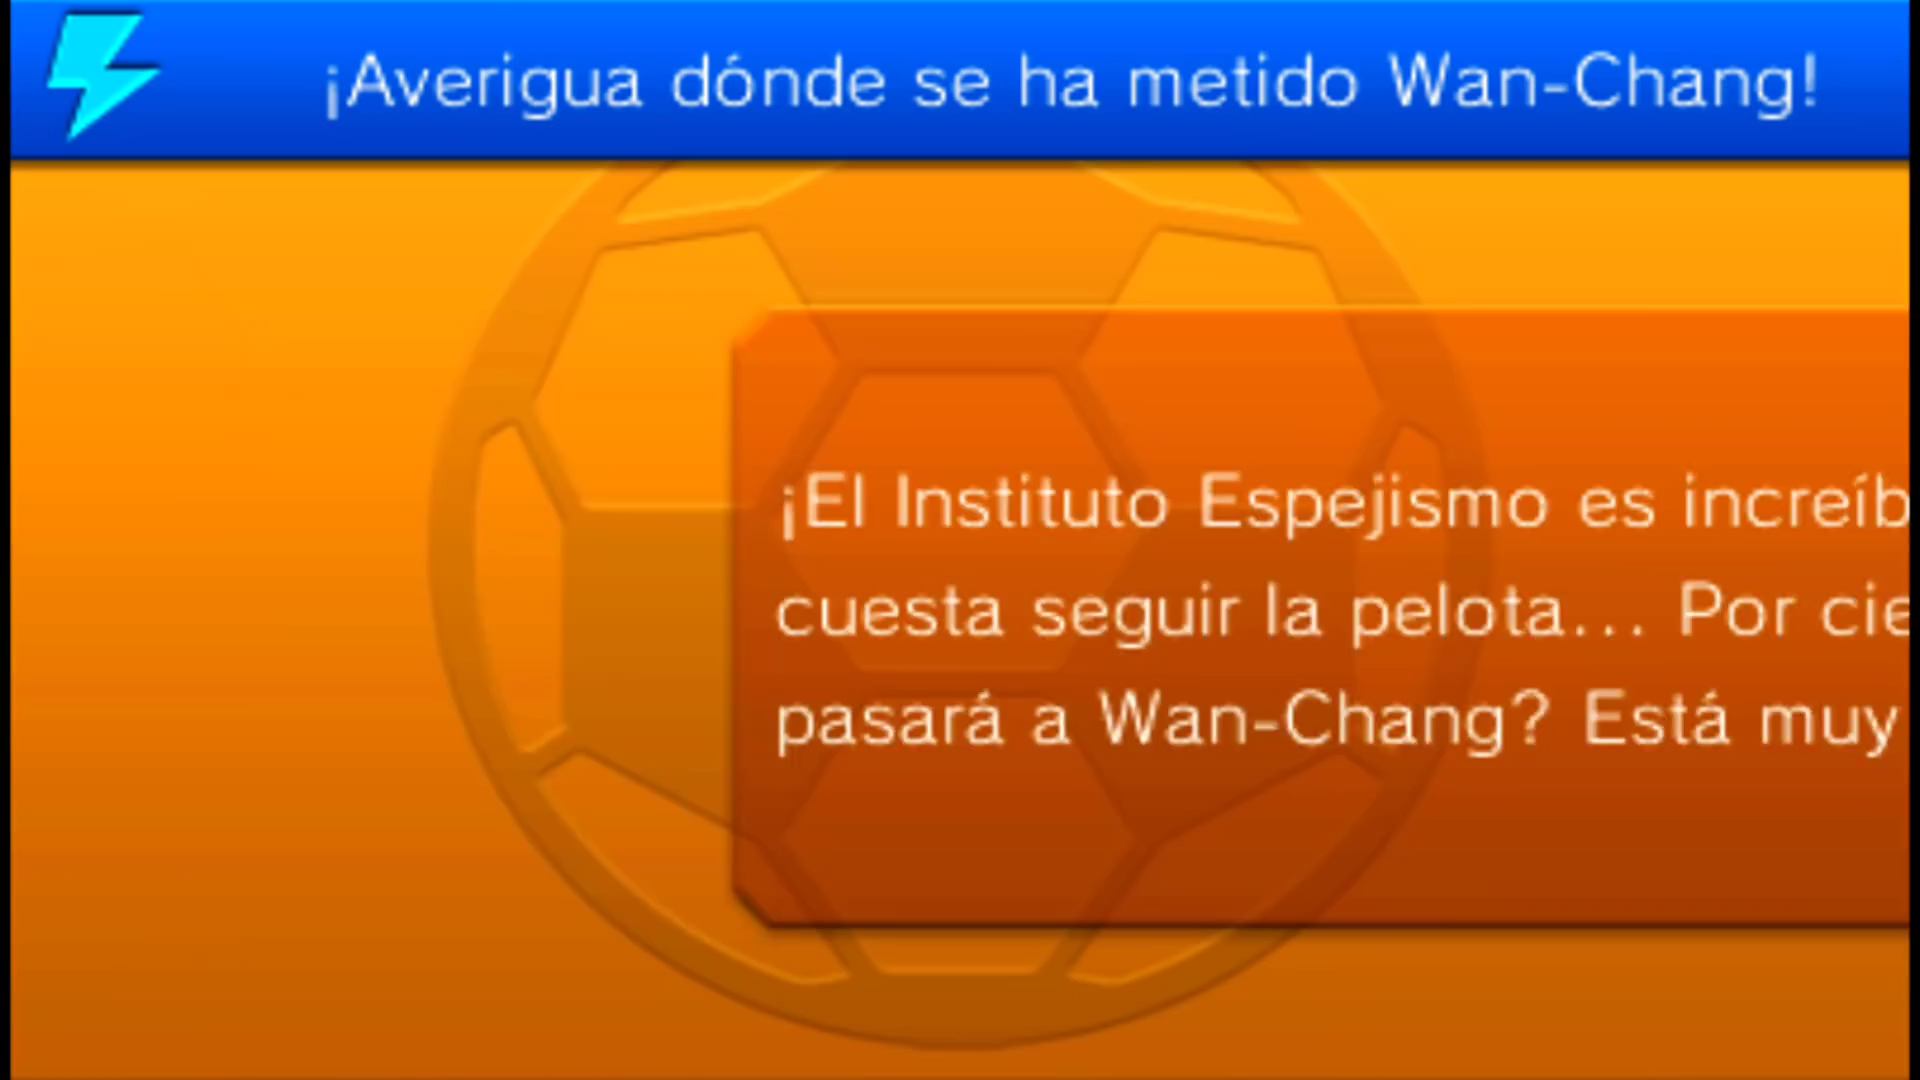 ¡Averigua dónde se ha metido Wan-Chang!
¡El Instituto Espejismo es increíb
cuesta seguir la pelota... Por cie
pasará a Wan-Chang? Está muy